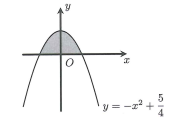 y
O
x
y = -x² + 5/4